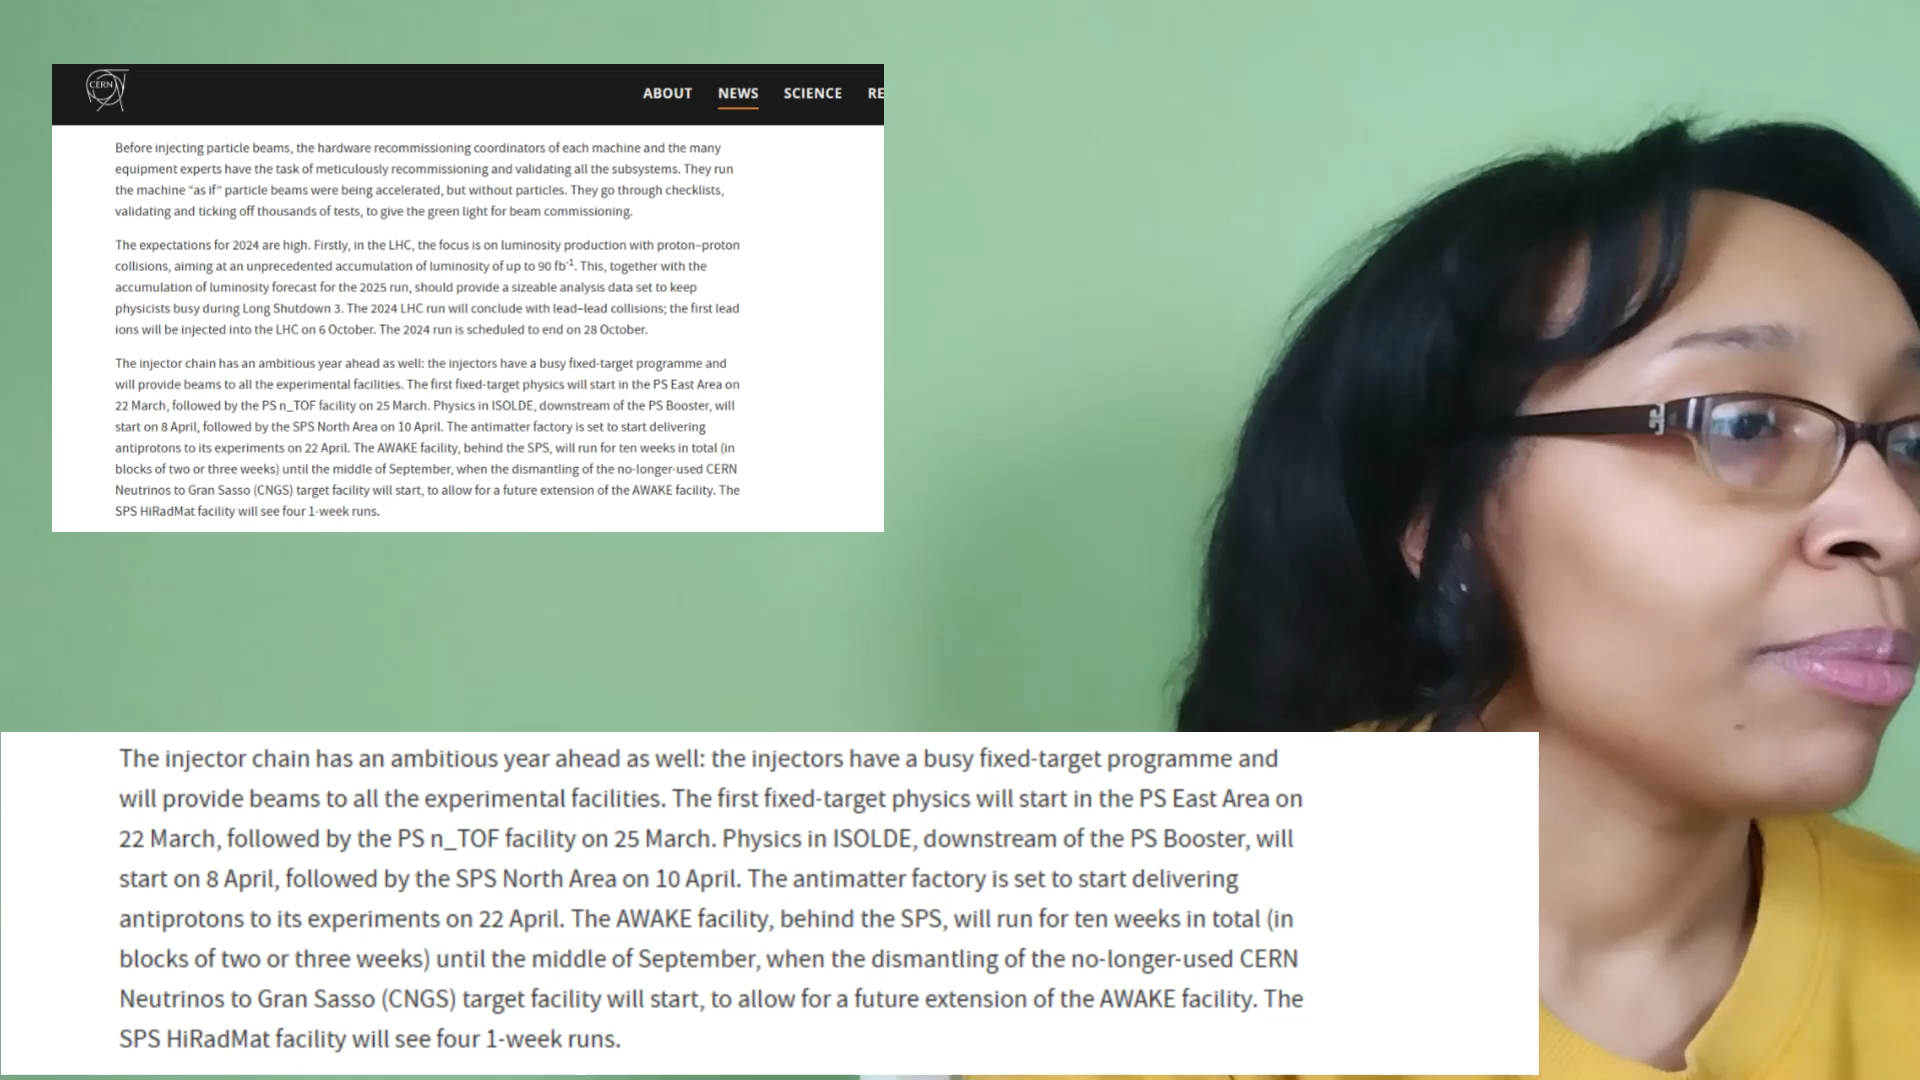 CERN
ABOUT NEWS SCIENCE RE
Before injecting particle beams, the hardware recommissioning coordinators of each machine and the many
equipment experts have the task of meticulously recommissioning and validating all the subsystems. They run
the machine “as if” particle beams were being accelerated, but without particles. They go through checklists,
validating and ticking off thousands of tests, to give the green light for beam commissioning.
The expectations for 2024 are high. Firstly, in the LHC, the focus is on luminosity production with proton–proton
collisions, aiming at an unprecedented accumulation of luminosity of up to 90 fb⁻¹. This, together with the
accumulation of luminosity forecast for the 2025 run, should provide a sizeable analysis data set to keep
physicists busy during Long Shutdown 3. The 2024 LHC run will conclude with lead–lead collisions; the first lead
ions will be injected into the LHC on 6 October. The 2024 run is scheduled to end on 28 October.
The injector chain has an ambitious year ahead as well: the injectors have a busy fixed-target programme and
will provide beams to all the experimental facilities. The first fixed-target physics will start in the PS East Area on
22 March, followed by the PS n_TOF facility on 25 March. Physics in ISOLDE, downstream of the PS Booster, will
start on 8 April, followed by the SPS North Area on 10 April. The antimatter factory is set to start delivering
antiprotons to its experiments on 22 April. The AWAKE facility, behind the SPS, will run for ten weeks in total (in
blocks of two or three weeks) until the middle of September, when the dismantling of the no-longer-used CERN
Neutrinos to Gran Sasso (CNGS) target facility will start, to allow for a future extension of the AWAKE facility. The
SPS HiRadMat facility will see four 1-week runs.
The injector chain has an ambitious year ahead as well: the injectors have a busy fixed-target programme and
will provide beams to all the experimental facilities. The first fixed-target physics will start in the PS East Area on
22 March, followed by the PS n_TOF facility on 25 March. Physics in ISOLDE, downstream of the PS Booster, will
start on 8 April, followed by the SPS North Area on 10 April. The antimatter factory is set to start delivering
antiprotons to its experiments on 22 April. The AWAKE facility, behind the SPS, will run for ten weeks in total (in
blocks of two or three weeks) until the middle of September, when the dismantling of the no-longer-used CERN
Neutrinos to Gran Sasso (CNGS) target facility will start, to allow for a future extension of the AWAKE facility. The
SPS HiRadMat facility will see four 1-week runs.